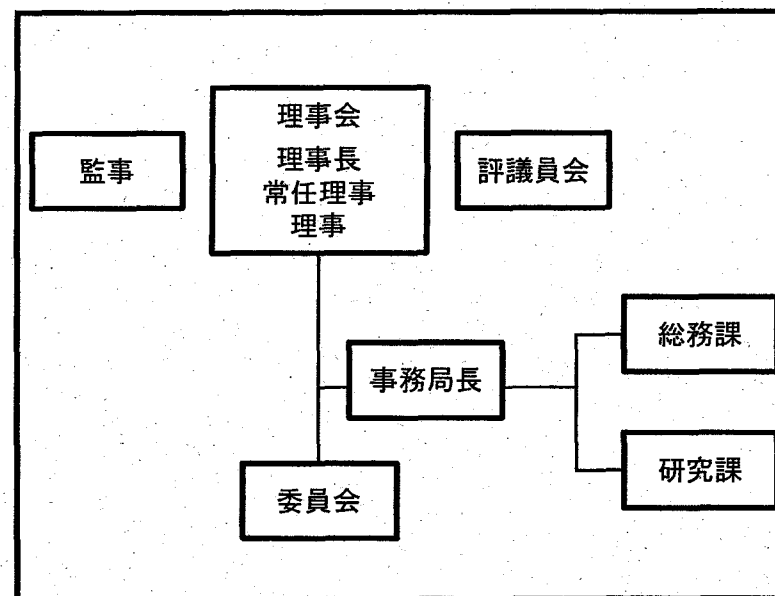 監事
理事会
理事長
常任理事
理事
評議員会
事務局長
総務課
研究課
委員会